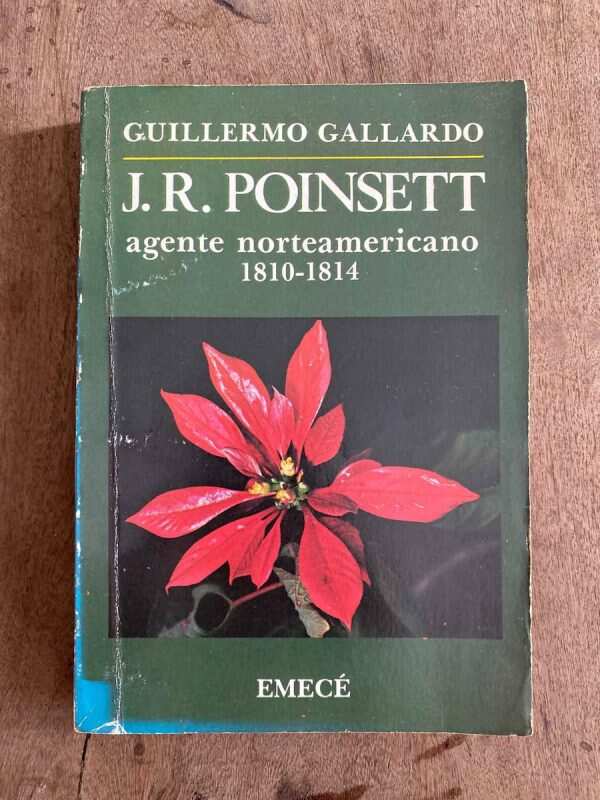 GUILLERMO GALLARDO
J. R. POINSETT
agente norteamericano
1810-1814
EMECÉ